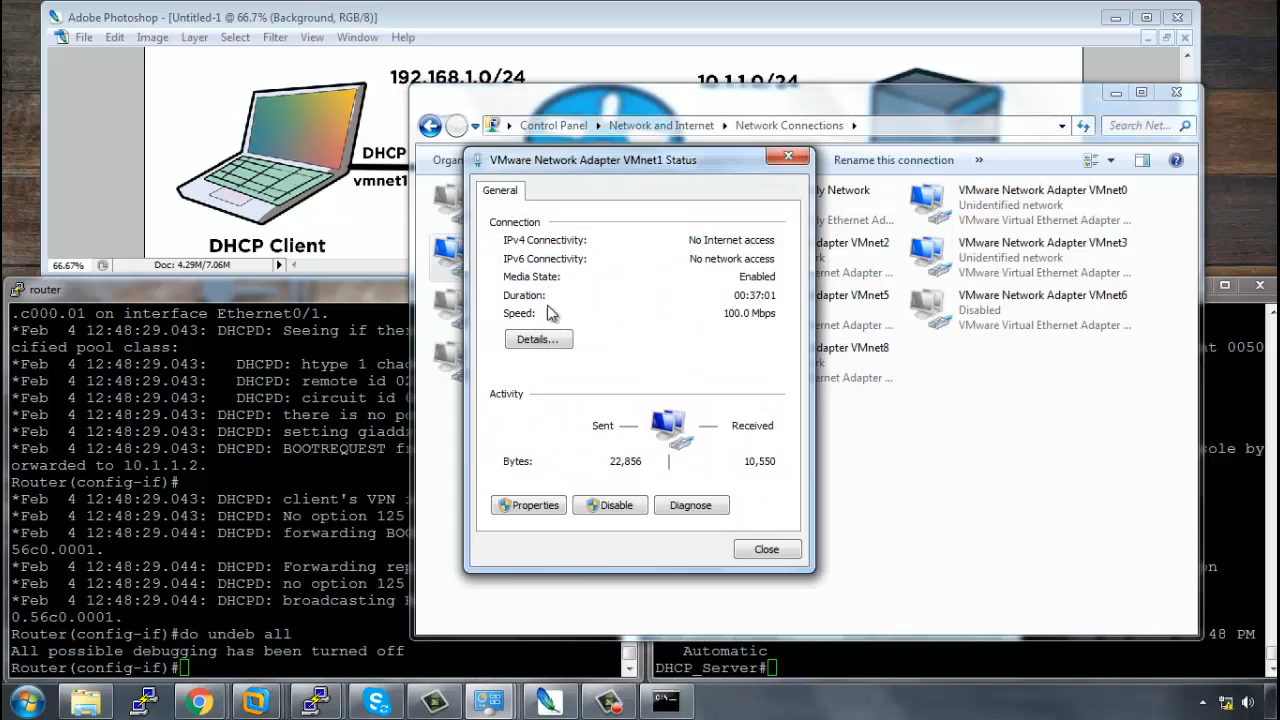 Adobe Photoshop - [Untitled-1 @ 66.7% (Background, RGB/8)]
File Edit Image Layer Select Filter View Window Help
192.168.1.0/24
10.1.1.0/24
DHCP
vmnet1
DHCP Client
66.67% Doc: 4.29M/7.06M
Control Panel Network and Internet Network Connections Search Net...
Organ
Rename this connection »
VMware Network Adapter VMnet0
Unidentified network
VMware Virtual Ethernet Adapter ...
Network
Ethernet Ad...
adapter VMnet2
VMware Network Adapter VMnet3
Unidentified network
VMware Virtual Ethernet Adapter ...
ernet Adapter ...
adapter VMnet5
VMware Network Adapter VMnet6
Disabled
VMware Virtual Ethernet Adapter ...
ernet Adapter ...
adapter VMnet8
ernet Adapter ...
VMware Network Adapter VMnet1 Status
General
Connection
IPv4 Connectivity: No Internet access
IPv6 Connectivity: No network access
Media State: Enabled
Duration: 00:37:01
Speed: 100.0 Mbps
Details...
Activity
Sent Received
Bytes: 22,856 10,550
Properties Disable Diagnose
Close
router
.c000.01 on interface Ethernet0/1.
*Feb 4 12:48:29.043: DHCPD: Seeing if ther
cified pool class:
*Feb 4 12:48:29.043: DHCPD: htype 1 chad
*Feb 4 12:48:29.043: DHCPD: remote id 02
*Feb 4 12:48:29.043: DHCPD: circuit id 0
*Feb 4 12:48:29.043: DHCPD: there is no po
*Feb 4 12:48:29.043: DHCPD: setting giadd
*Feb 4 12:48:29.043: DHCPD: BOOTREQUEST f
orwarded to 10.1.1.2.
Router(config-if)#
*Feb 4 12:48:29.043: DHCPD: client's VPN
*Feb 4 12:48:29.043: DHCPD: No option 125
*Feb 4 12:48:29.044: DHCPD: forwarding BO
56c0.0001.
*Feb 4 12:48:29.044: DHCPD: Forwarding rep
*Feb 4 12:48:29.044: DHCPD: no option 125
*Feb 4 12:48:29.044: DHCPD: broadcasting
0.56c0.0001.
Router(config-if)#do undeb all
All possible debugging has been turned off
Router(config-if)#
at 0050
ole by
on
48 PM
Automatic
DHCP_Server#